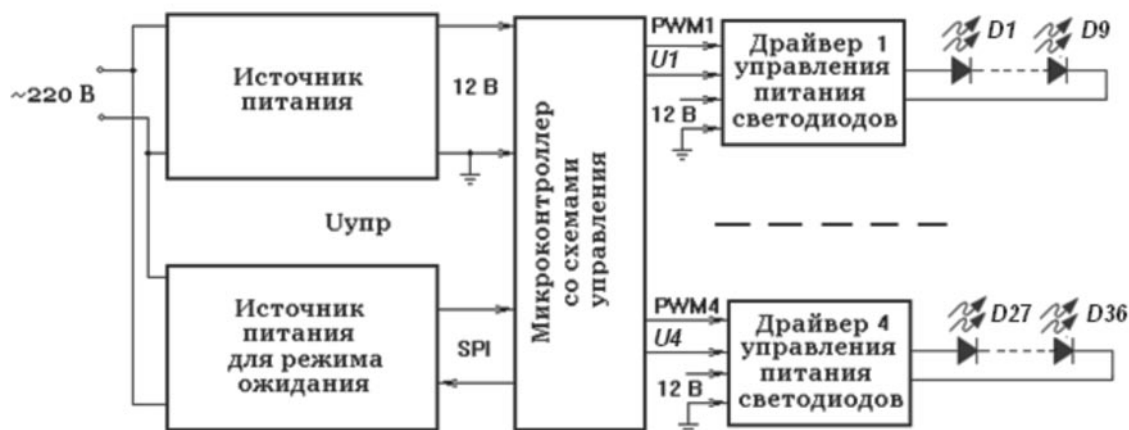 ~220 В
Источник
питания
12 В
Uупр
Источник
питания
для режима
ожидания
SPI
Микроконтроллер
со схемами
управления
PWM1
U1
12 В
Драйвер 1
управления
питания
светодиодов
D1
D9
PWM4
U4
12 В
Драйвер 4
управления
питания
светодиодов
D27
D36